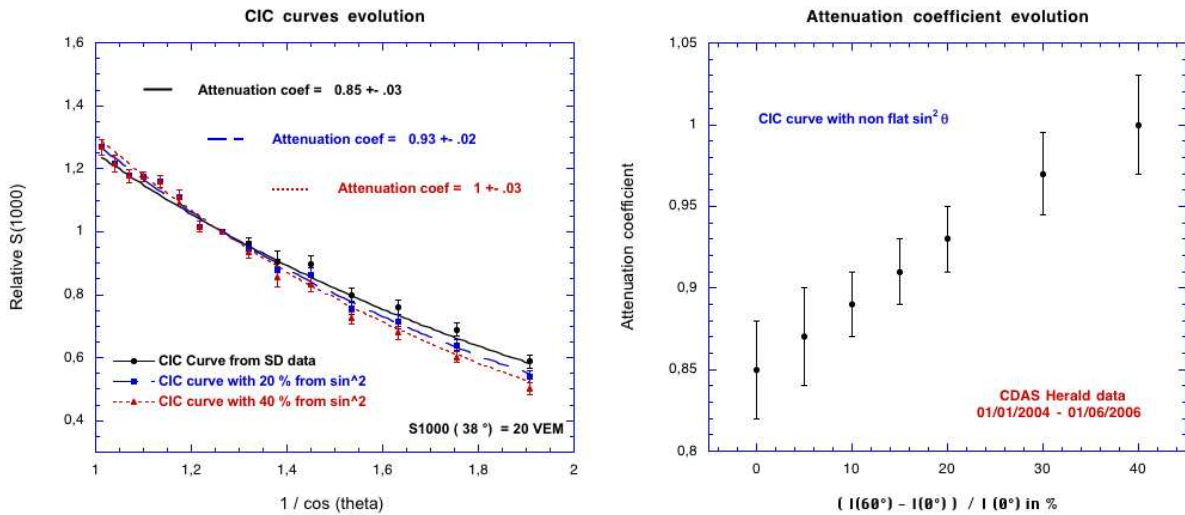 CIC curves evolution
1,6
1,4
1,2
1,0
0,8
0,6
0,4
Relative S(1000)
Attenuation coef = 0.85 +- .03
Attenuation coef = 0.93 +- .02
Attenuation coef = 1 +- .03
CIC Curve from SD data
CIC curve with 20 % from sin^2
CIC curve with 40 % from sin^2
S1000 ( 38 °) = 20 VEM
1
1,2
1,4
1,6
1,8
2
1 / cos (theta)
Attenuation coefficient evolution
1,05
1
0,95
0,9
0,85
0,8
Attenuation coefficient
CIC curve with non flat sin² θ
CDAS Herald data
01/01/2004 - 01/06/2006
0
10
20
30
40
( I(60°) - I(0°) ) / I (0°) in %